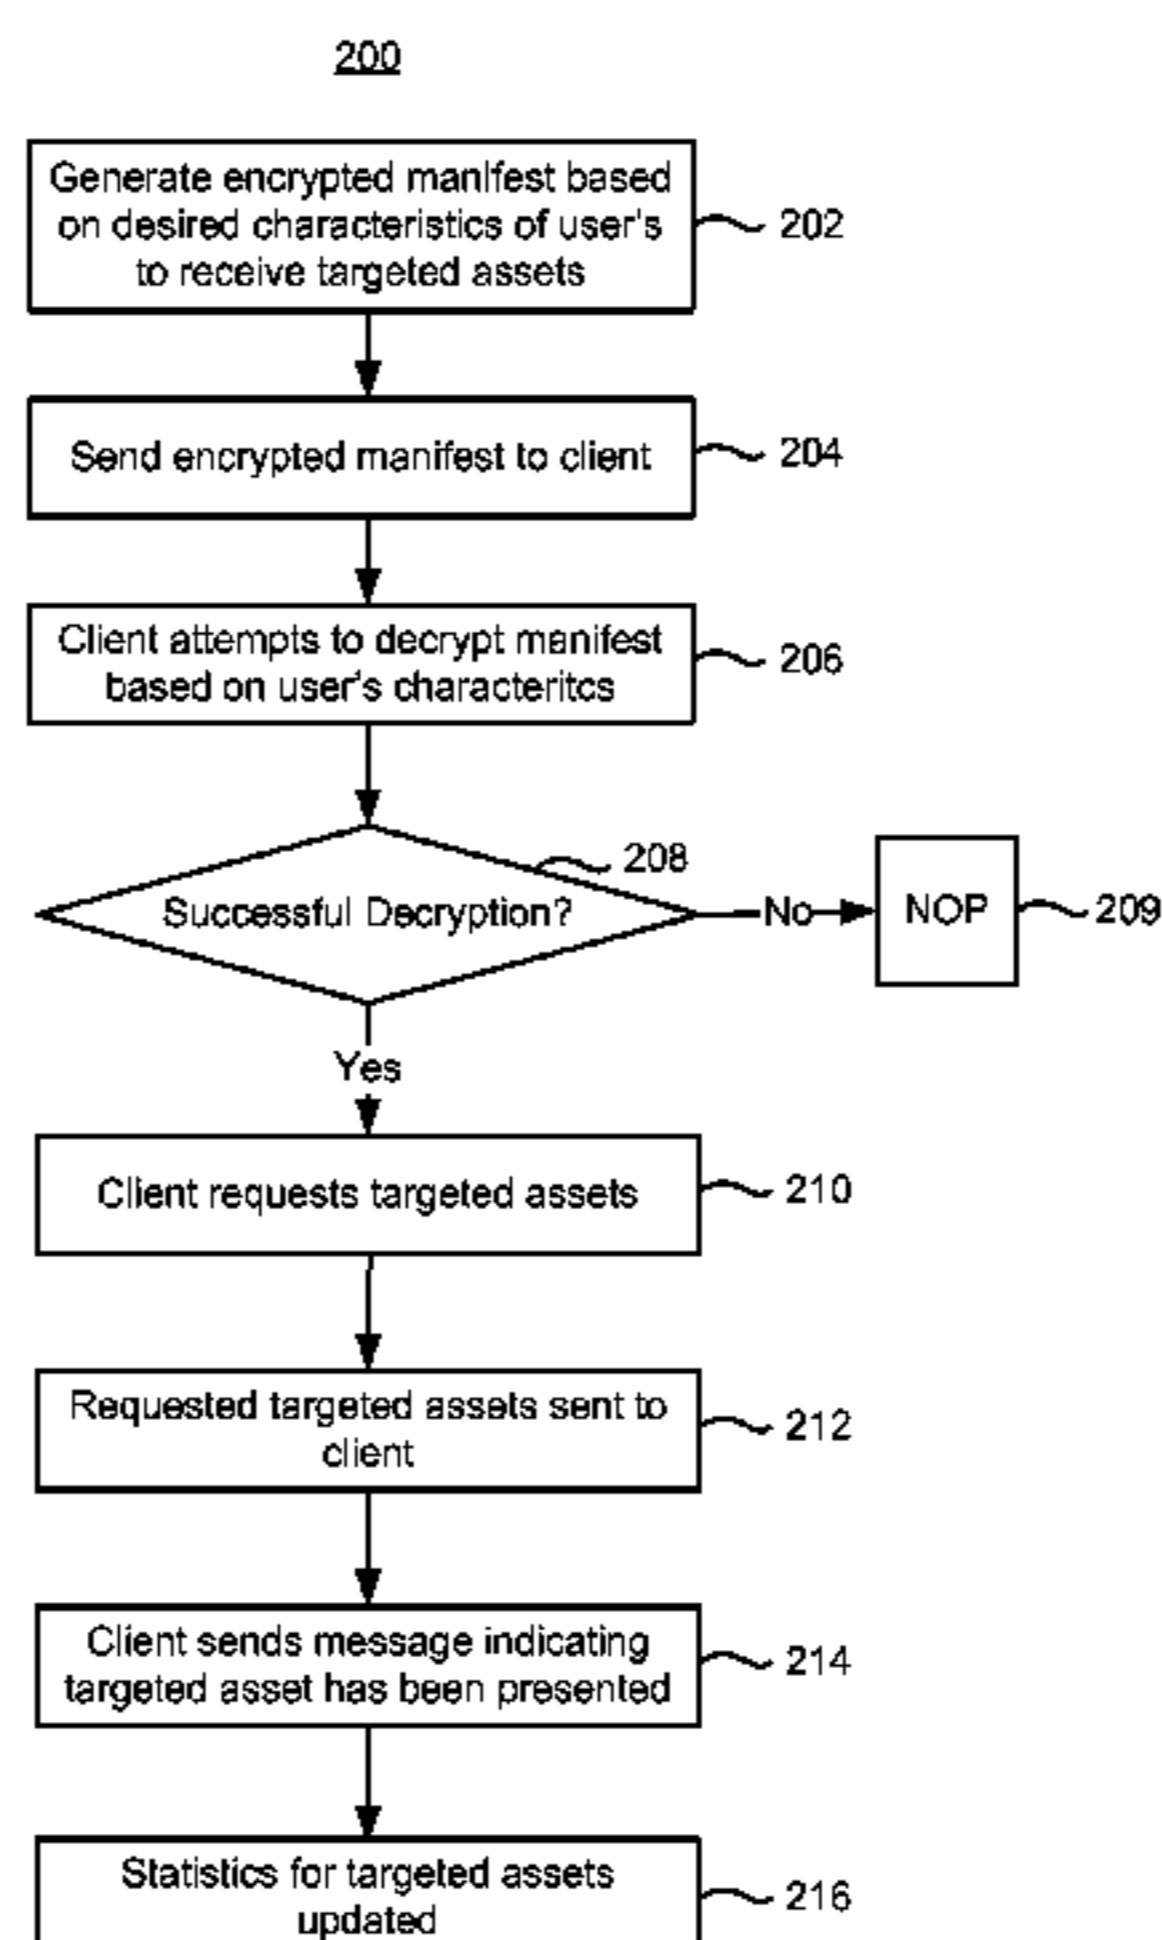 200
Generate encrypted manifest based
on desired characteristics of user's
to receive targeted assets
202
Send encrypted manifest to client
204
Client attempts to decrypt manifest
based on user's characteritcs
206
208
Successful Decryption?
No
NOP
209
Yes
Client requests targeted assets
210
Requested targeted assets sent to
client
212
Client sends message indicating
targeted asset has been presented
214
Statistics for targeted assets
updated
216